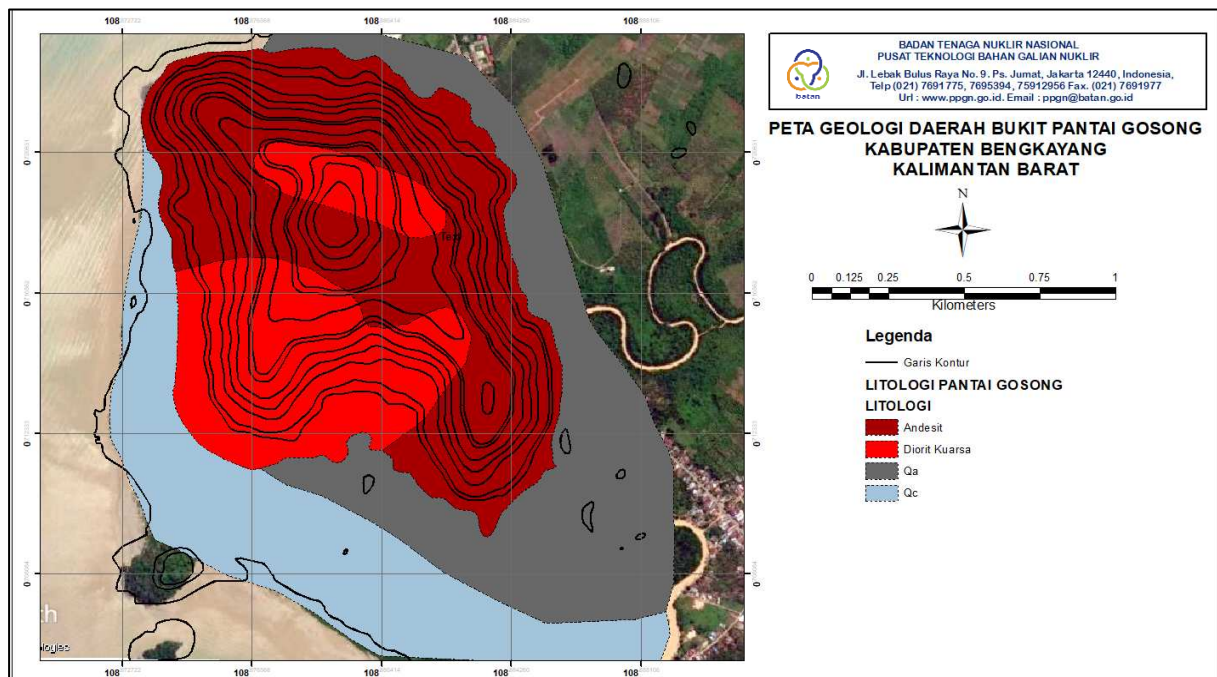 108 108 108 108 108
BADAN TENAGA NUKLIR NASIONAL
PUSAT TEKNOLOGI BAHAN GALIAN NUKLIR
Jl. Lebak Bulus Raya No. 9. Ps. Jumat, Jakarta 12440, Indonesia,
Telp (021) 7691775, 7695394, 75912956 Fax. (021) 7691977
Url : www.ppgn.go.id. Email : ppgn@batan.go.id
batan
PETA GEOLOGI DAERAH BUKIT PANTAI GOSONG
KABUPATEN BENGKAYANG
KALIMANTAN BARAT
N
0 0.125 0.25 0.5 0.75 1
Kilometers
Legenda
Garis Kontur
LITOLOGI PANTAI GOSONG
LITOLOGI
Andesit
Diorit Kuarsa
Qa
Qc
Text
th
ologies
108 108 108 108 108